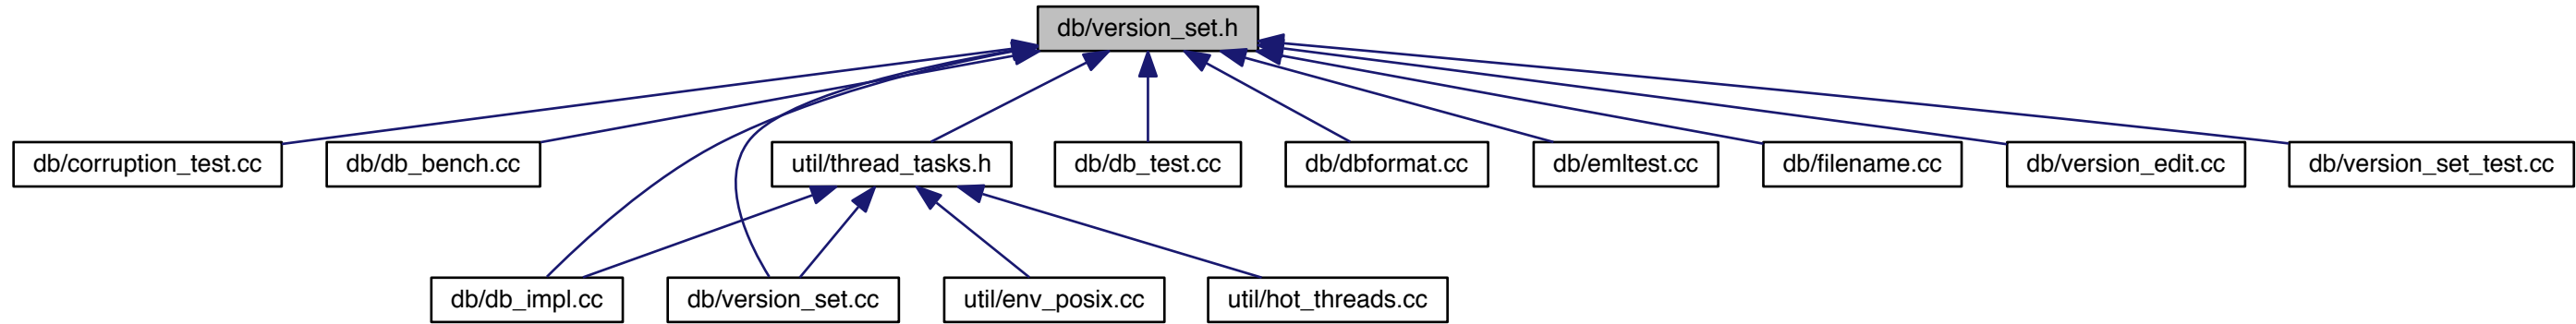 db/version_set.h
db/corruption_test.cc
db/db_bench.cc
util/thread_tasks.h
db/db_test.cc
db/dbformat.cc
db/emltest.cc
db/filename.cc
db/version_edit.cc
db/version_set_test.cc
db/db_impl.cc
db/version_set.cc
util/env_posix.cc
util/hot_threads.cc